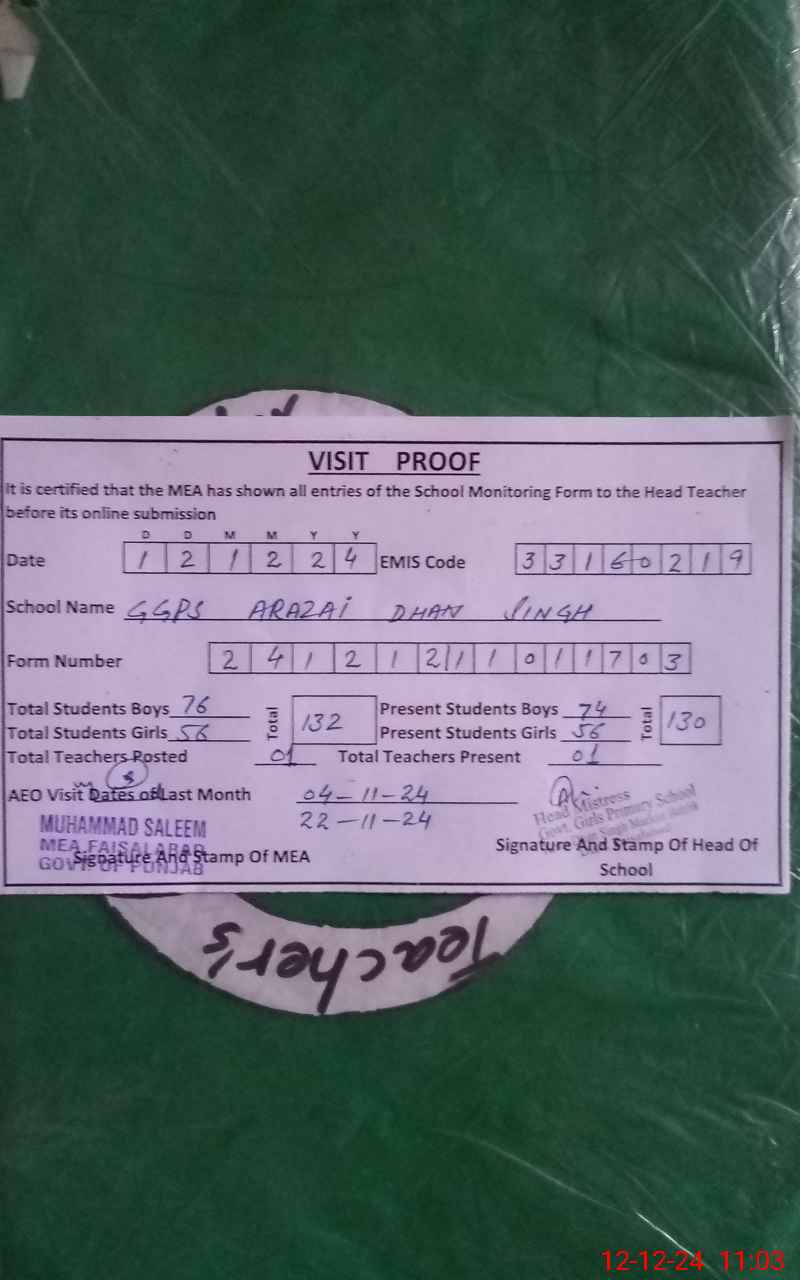 VISIT PROOF
It is certified that the MEA has shown all entries of the School Monitoring Form to the Head Teacher
before its online submission
D D M M Y Y
Date 1 2 1 2 2 4 EMIS Code 3 3 1 6 0 2 1 9
School Name GGPS ARAZAI DHAN SINGH
Form Number 2 4 1 2 1 2 1 1 0 1 1 7 0 3
Total Students Boys 76 Total 132 Present Students Boys 74 Total 130
Total Students Girls 56 Present Students Girls 56
Total Teachers Posted 01 Total Teachers Present 01
AEO Visit Dates of Last Month 04-11-24
22-11-24
MUHAMMAD SALEEM
MEA FAISALABAD
GOVT OF PUNJAB
Signature And Stamp Of MEA
Head Mistress
Govt. Girls Primary School
Signature And Stamp Of Head Of
School
Teacher's
12-12-24 11:03